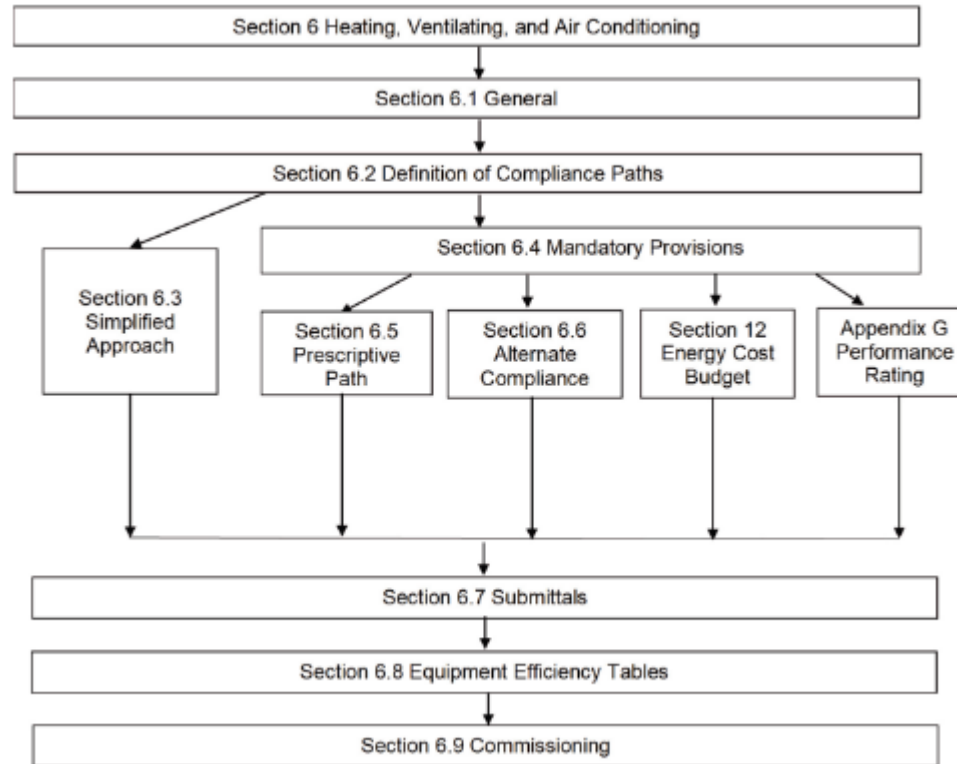 Section 6 Heating, Ventilating, and Air Conditioning
Section 6.1 General
Section 6.2 Definition of Compliance Paths
Section 6.4 Mandatory Provisions
Section 6.3
Simplified
Approach
Section 6.5
Prescriptive
Path
Section 6.6
Alternate
Compliance
Section 12
Energy Cost
Budget
Appendix G
Performance
Rating
Section 6.7 Submittals
Section 6.8 Equipment Efficiency Tables
Section 6.9 Commissioning